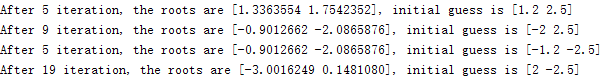 After 5 iteration, the roots are [1.3363554 1.7542352], initial guess is [1.2 2.5]
After 9 iteration, the roots are [-0.9012662 -2.0865876], initial guess is [-2 2.5]
After 5 iteration, the roots are [-0.9012662 -2.0865876], initial guess is [-1.2 -2.5]
After 19 iteration, the roots are [-3.0016249 0.1481080], initial guess is [2 -2.5]